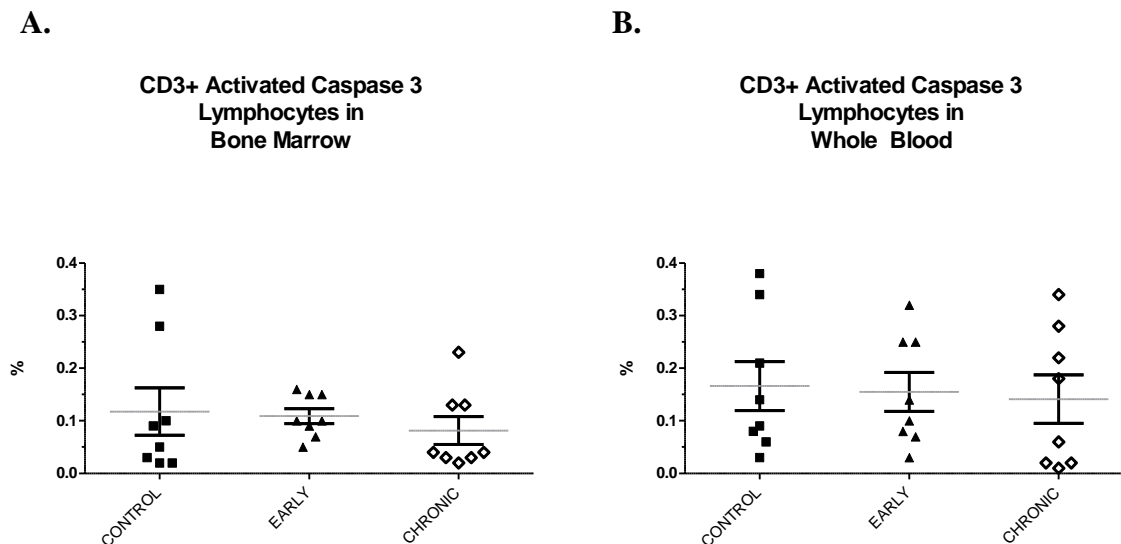 A.
CD3+ Activated Caspase 3
Lymphocytes in
Bone Marrow
0.4
0.3
0.2
0.1
0.0
%
CONTROL
EARLY
CHRONIC
B.
CD3+ Activated Caspase 3
Lymphocytes in
Whole Blood
0.4
0.3
0.2
0.1
0.0
%
CONTROL
EARLY
CHRONIC